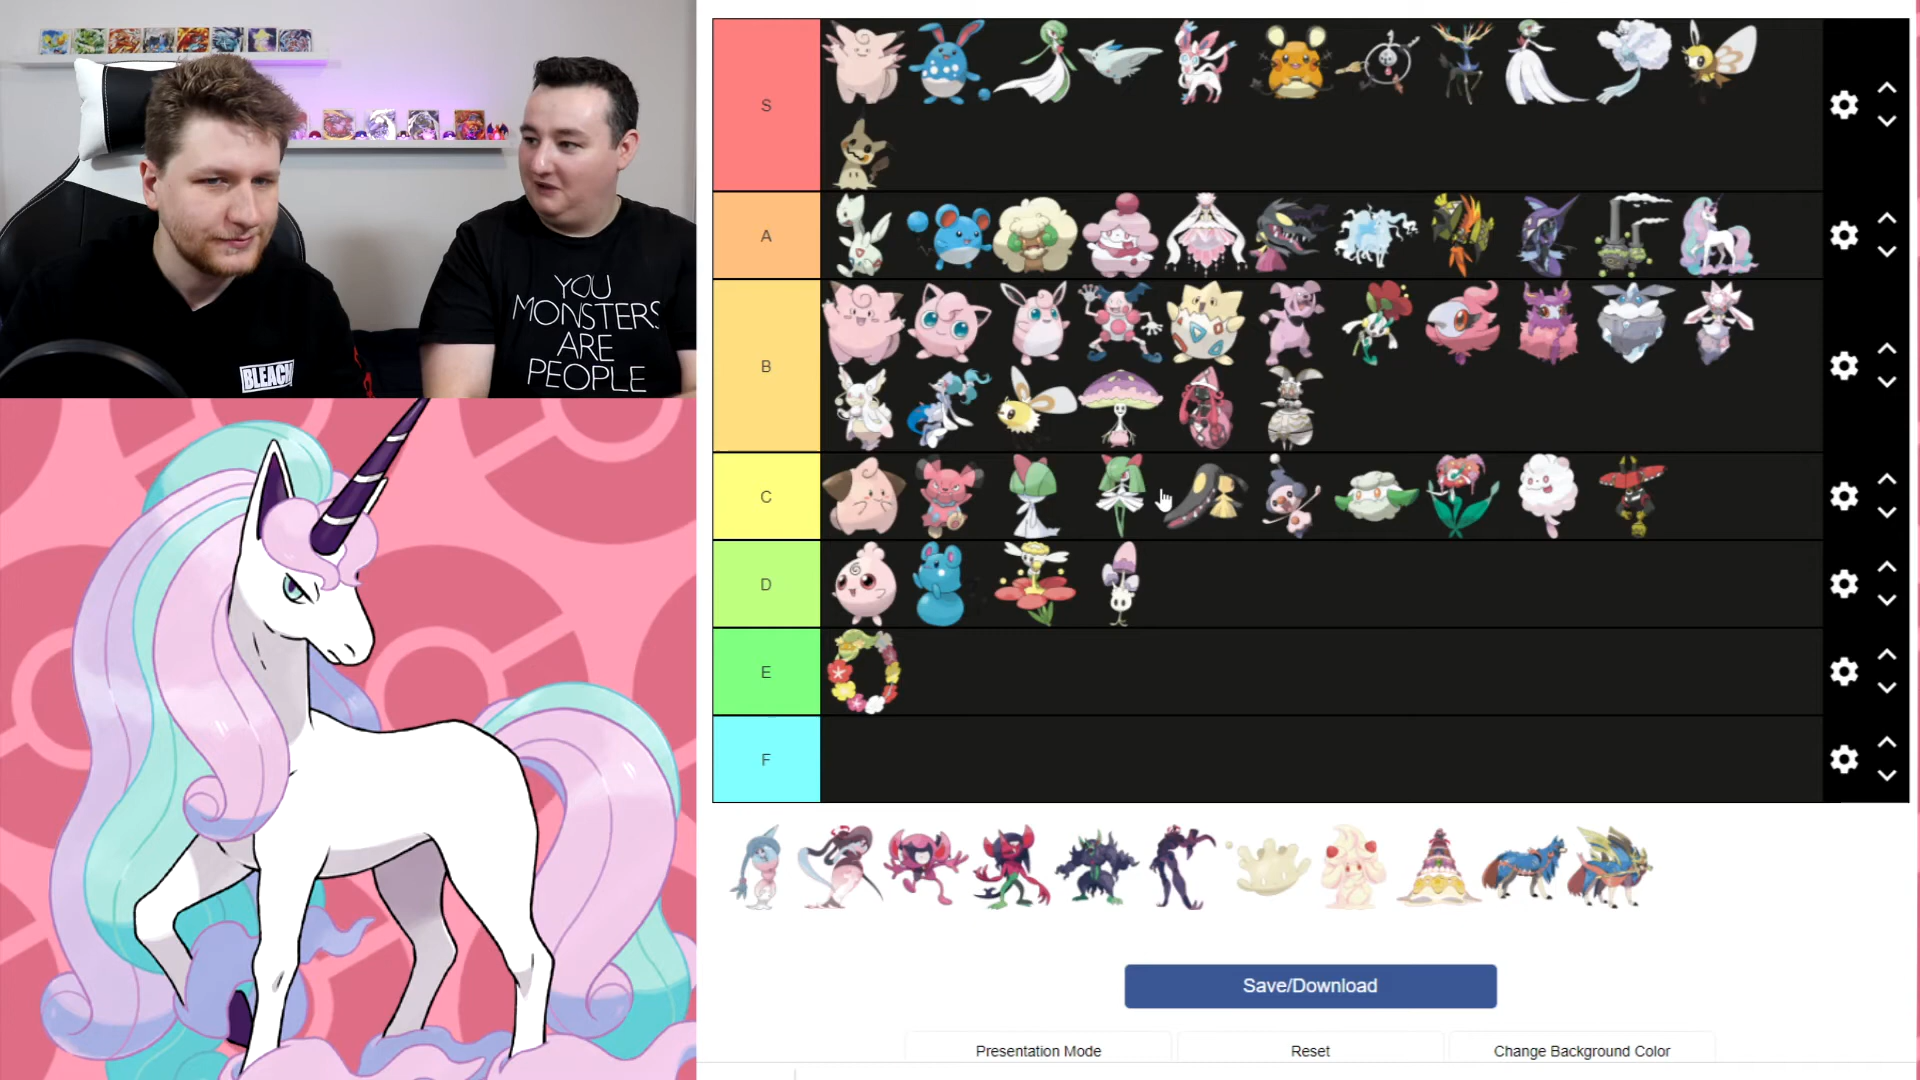 YOU
MONSTERS
ARE
PEOPLE
BLEACH
S
A
B
C
D
E
F
Save/Download
Presentation Mode
Reset
Change Background Color